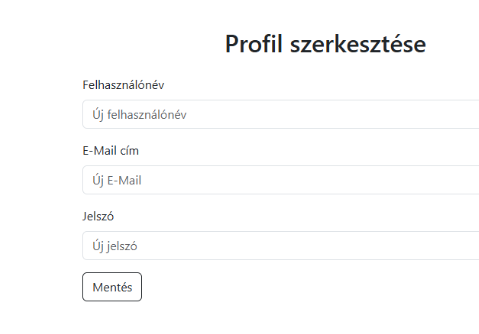 Profil szerkesztése
Felhasználónév
Új felhasználónév
E-Mail cím
Új E-Mail
Jelszó
Új jelszó
Mentés